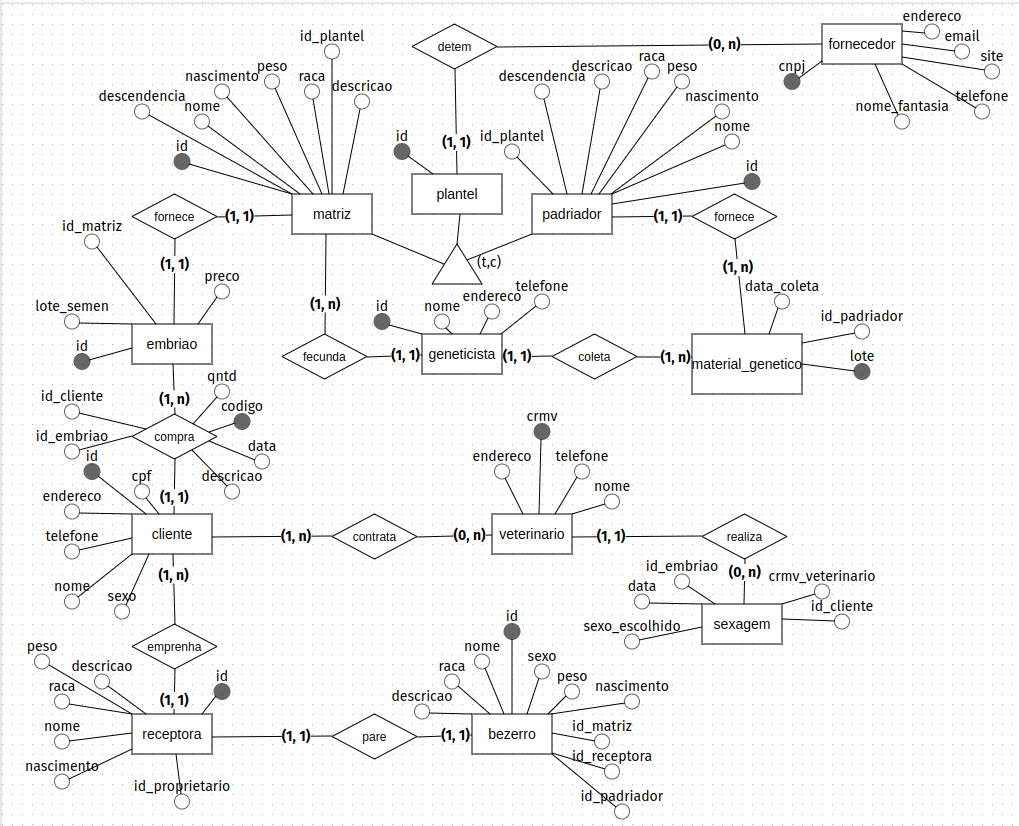 endereco
id_plantel
detem
(0, n)
fornecedor
email
site
nascimento
peso
raca
descricao
raca
descricao
peso
cnpj
descendencia
nome
descendencia
nascimento
nome_fantasia
telefone
id
id
(1, 1)
id_plantel
nome
id
matriz
plantel
padriador
fornece
(1, 1)
(1, 1)
fornece
id_matriz
(1, 1)
(t,c)
(1, n)
preco
data_coleta
lote_semen
(1, n)
id
nome
endereco
telefone
id_padriador
id
embriao
fecunda
(1, 1)
geneticista
(1, 1)
coleta
(1, n)
material_genetico
lote
qntd
id_cliente
(1, n)
codigo
id_embriao
compra
data
crmv
id
cpf
descricao
endereco
telefone
endereco
(1, 1)
nome
telefone
cliente
(1, n)
contrata
(0, n)
veterinario
(1, 1)
realiza
nome
(1, n)
sexo
id_embriao
(0, n)
crmv_veterinario
data
id_cliente
sexo_escolhido
sexagem
id
peso
emprenha
descricao
id
nome
sexo
raca
(1, 1)
raca
peso
descricao
nascimento
nome
receptora
(1, 1)
pare
(1, 1)
bezerro
id_matriz
nascimento
id_receptora
id_proprietario
id_padriador